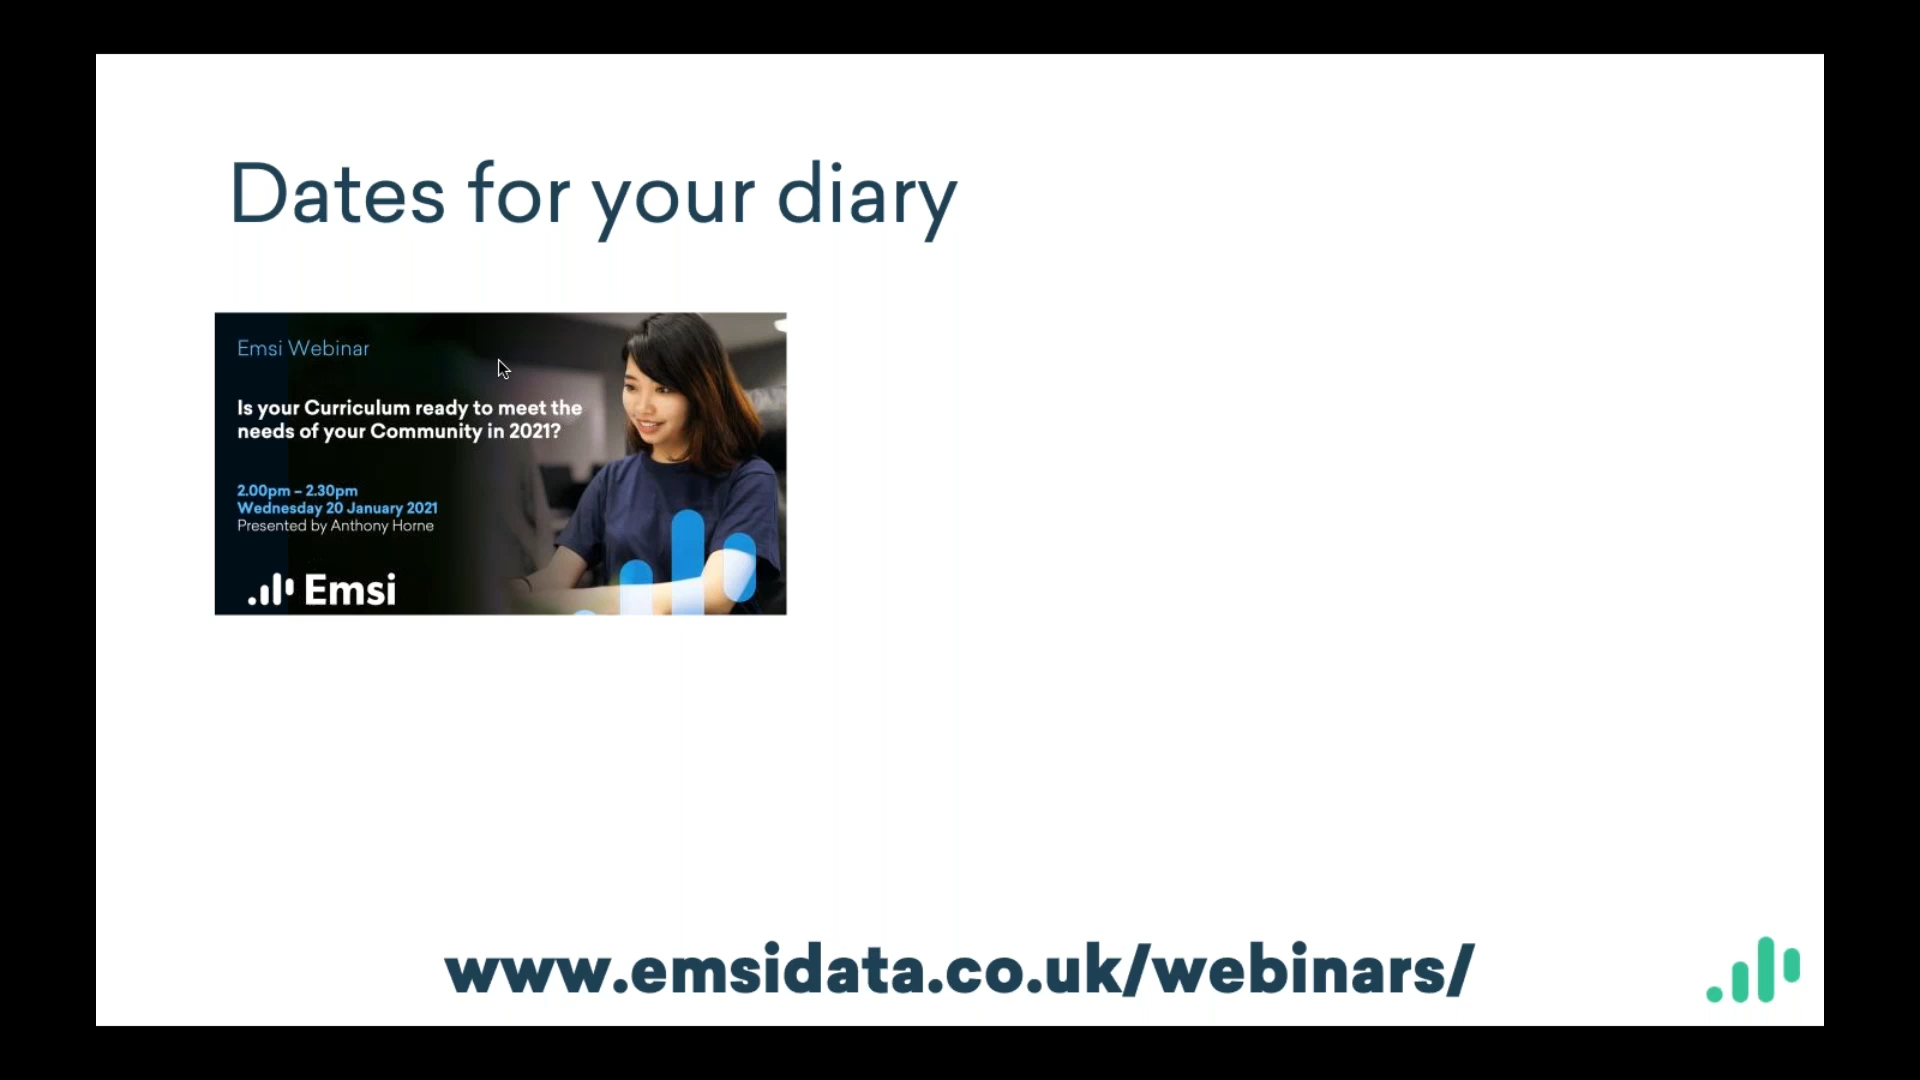 Dates for your diary
Emsi Webinar
Is your Curriculum ready to meet the
needs of your Community in 2021?
2.00pm – 2.30pm
Wednesday 20 January 2021
Presented by Anthony Horne
Emsi
www.emsidata.co.uk/webinars/